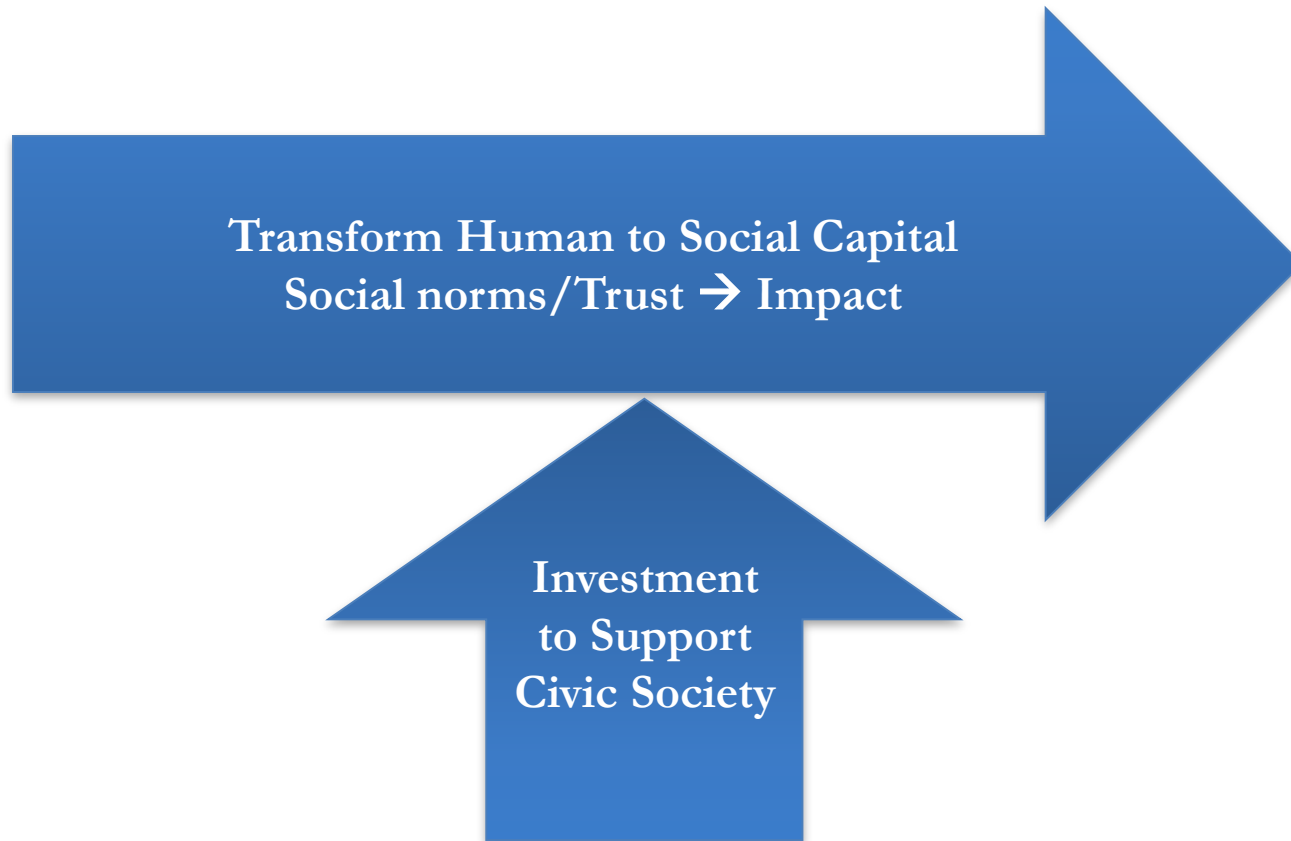 Transform Human to Social Capital
Social norms/Trust → Impact
Investment
to Support
Civic Society